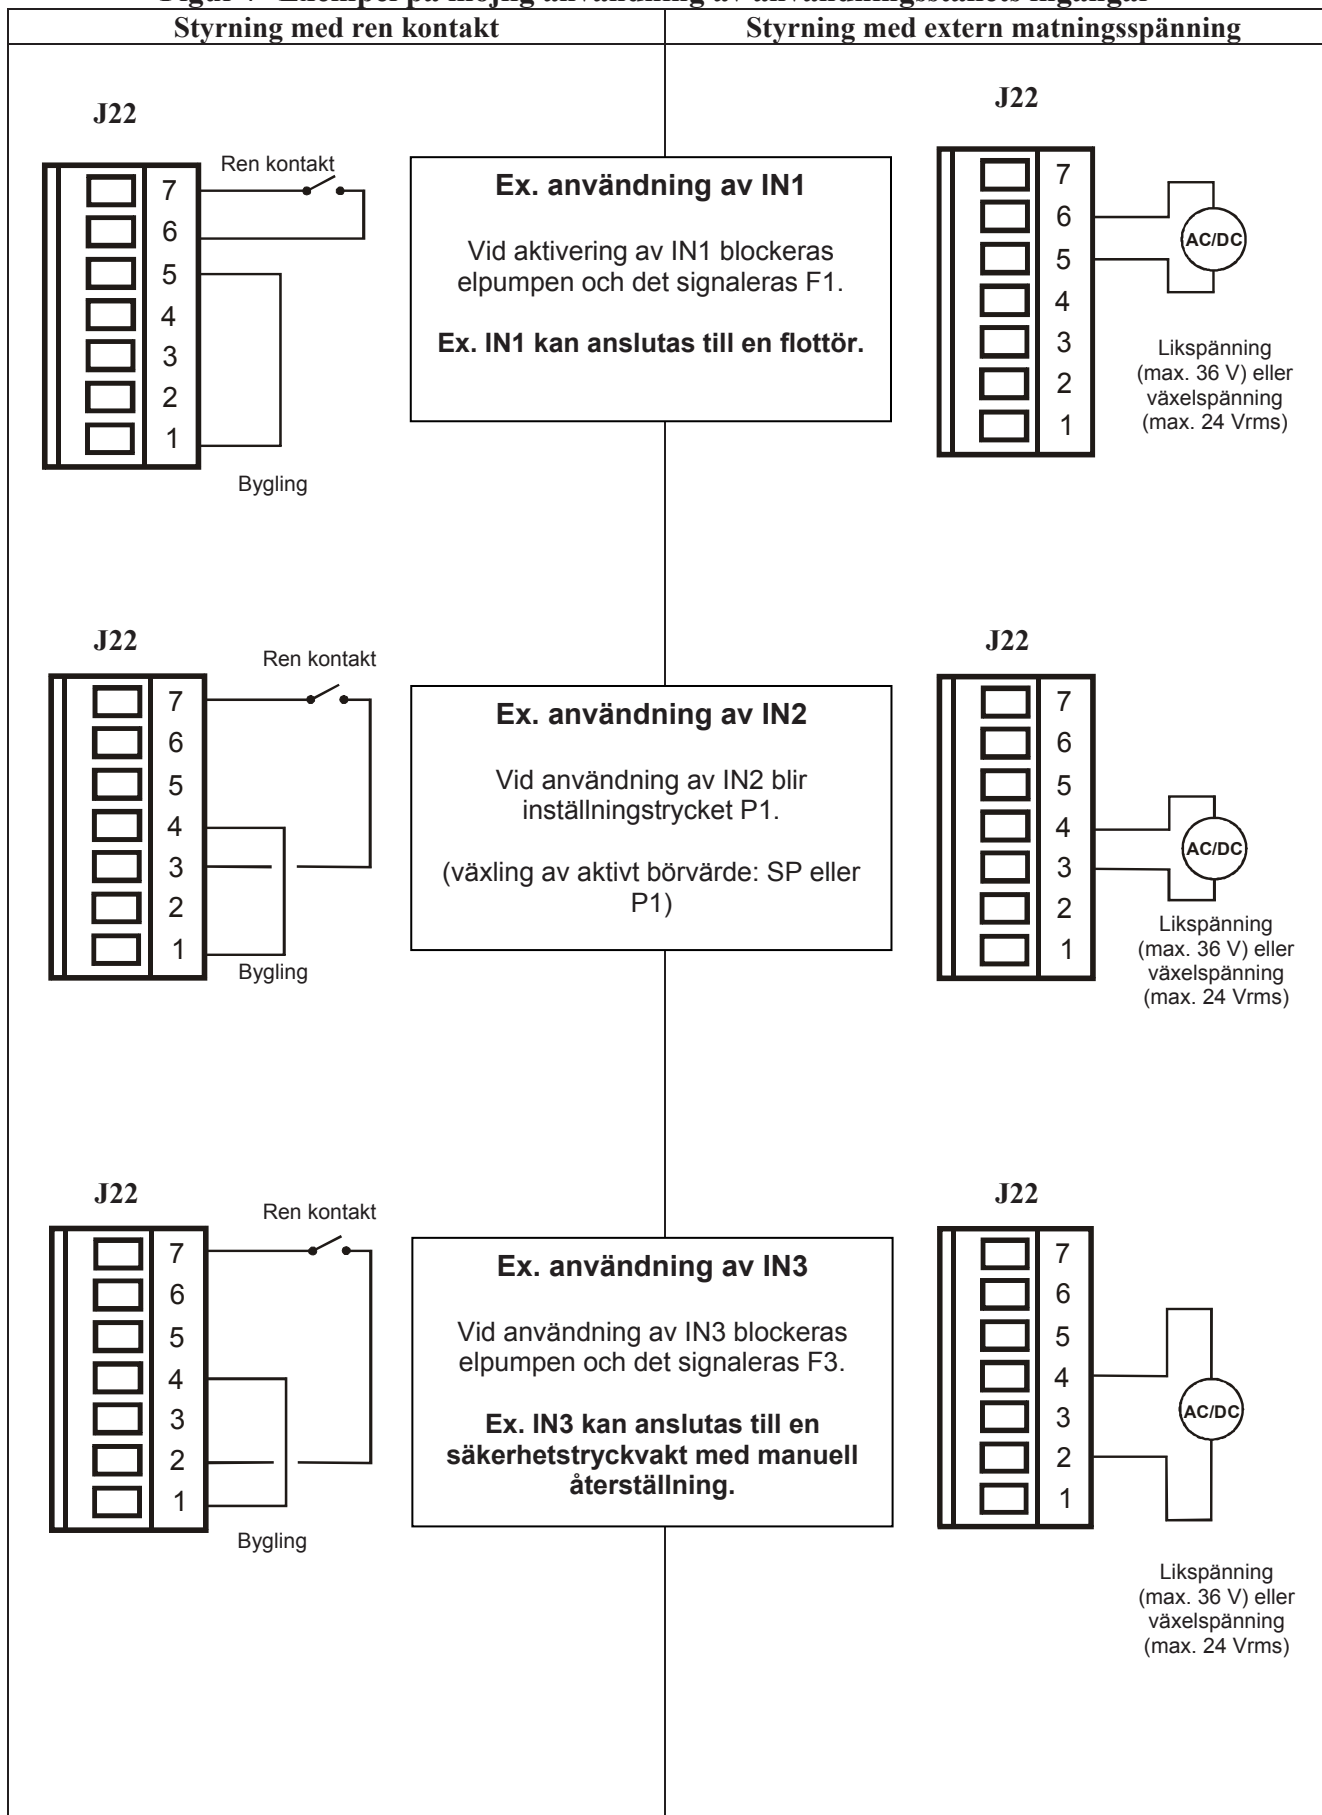 Styrning med ren kontakt
Styrning med extern matningsspänning
J22
Ren kontakt
7
6
5
4
3
2
1
Bygling
Ex. användning av IN1
Vid aktivering av IN1 blockeras
elpumpen och det signaleras F1.
Ex. IN1 kan anslutas till en flottör.
J22
7
6
5
4
3
2
1
AC/DC
Likspänning
(max. 36 V) eller
växelspänning
(max. 24 Vrms)
J22
Ren kontakt
7
6
5
4
3
2
1
Bygling
Ex. användning av IN2
Vid användning av IN2 blir
inställningstrycket P1.
(växling av aktivt börvärde: SP eller
P1)
J22
7
6
5
4
3
2
1
AC/DC
Likspänning
(max. 36 V) eller
växelspänning
(max. 24 Vrms)
J22
Ren kontakt
7
6
5
4
3
2
1
Bygling
Ex. användning av IN3
Vid användning av IN3 blockeras
elpumpen och det signaleras F3.
Ex. IN3 kan anslutas till en
säkerhetstryckvakt med manuell
återställning.
J22
7
6
5
4
3
2
1
AC/DC
Likspänning
(max. 36 V) eller
växelspänning
(max. 24 Vrms)